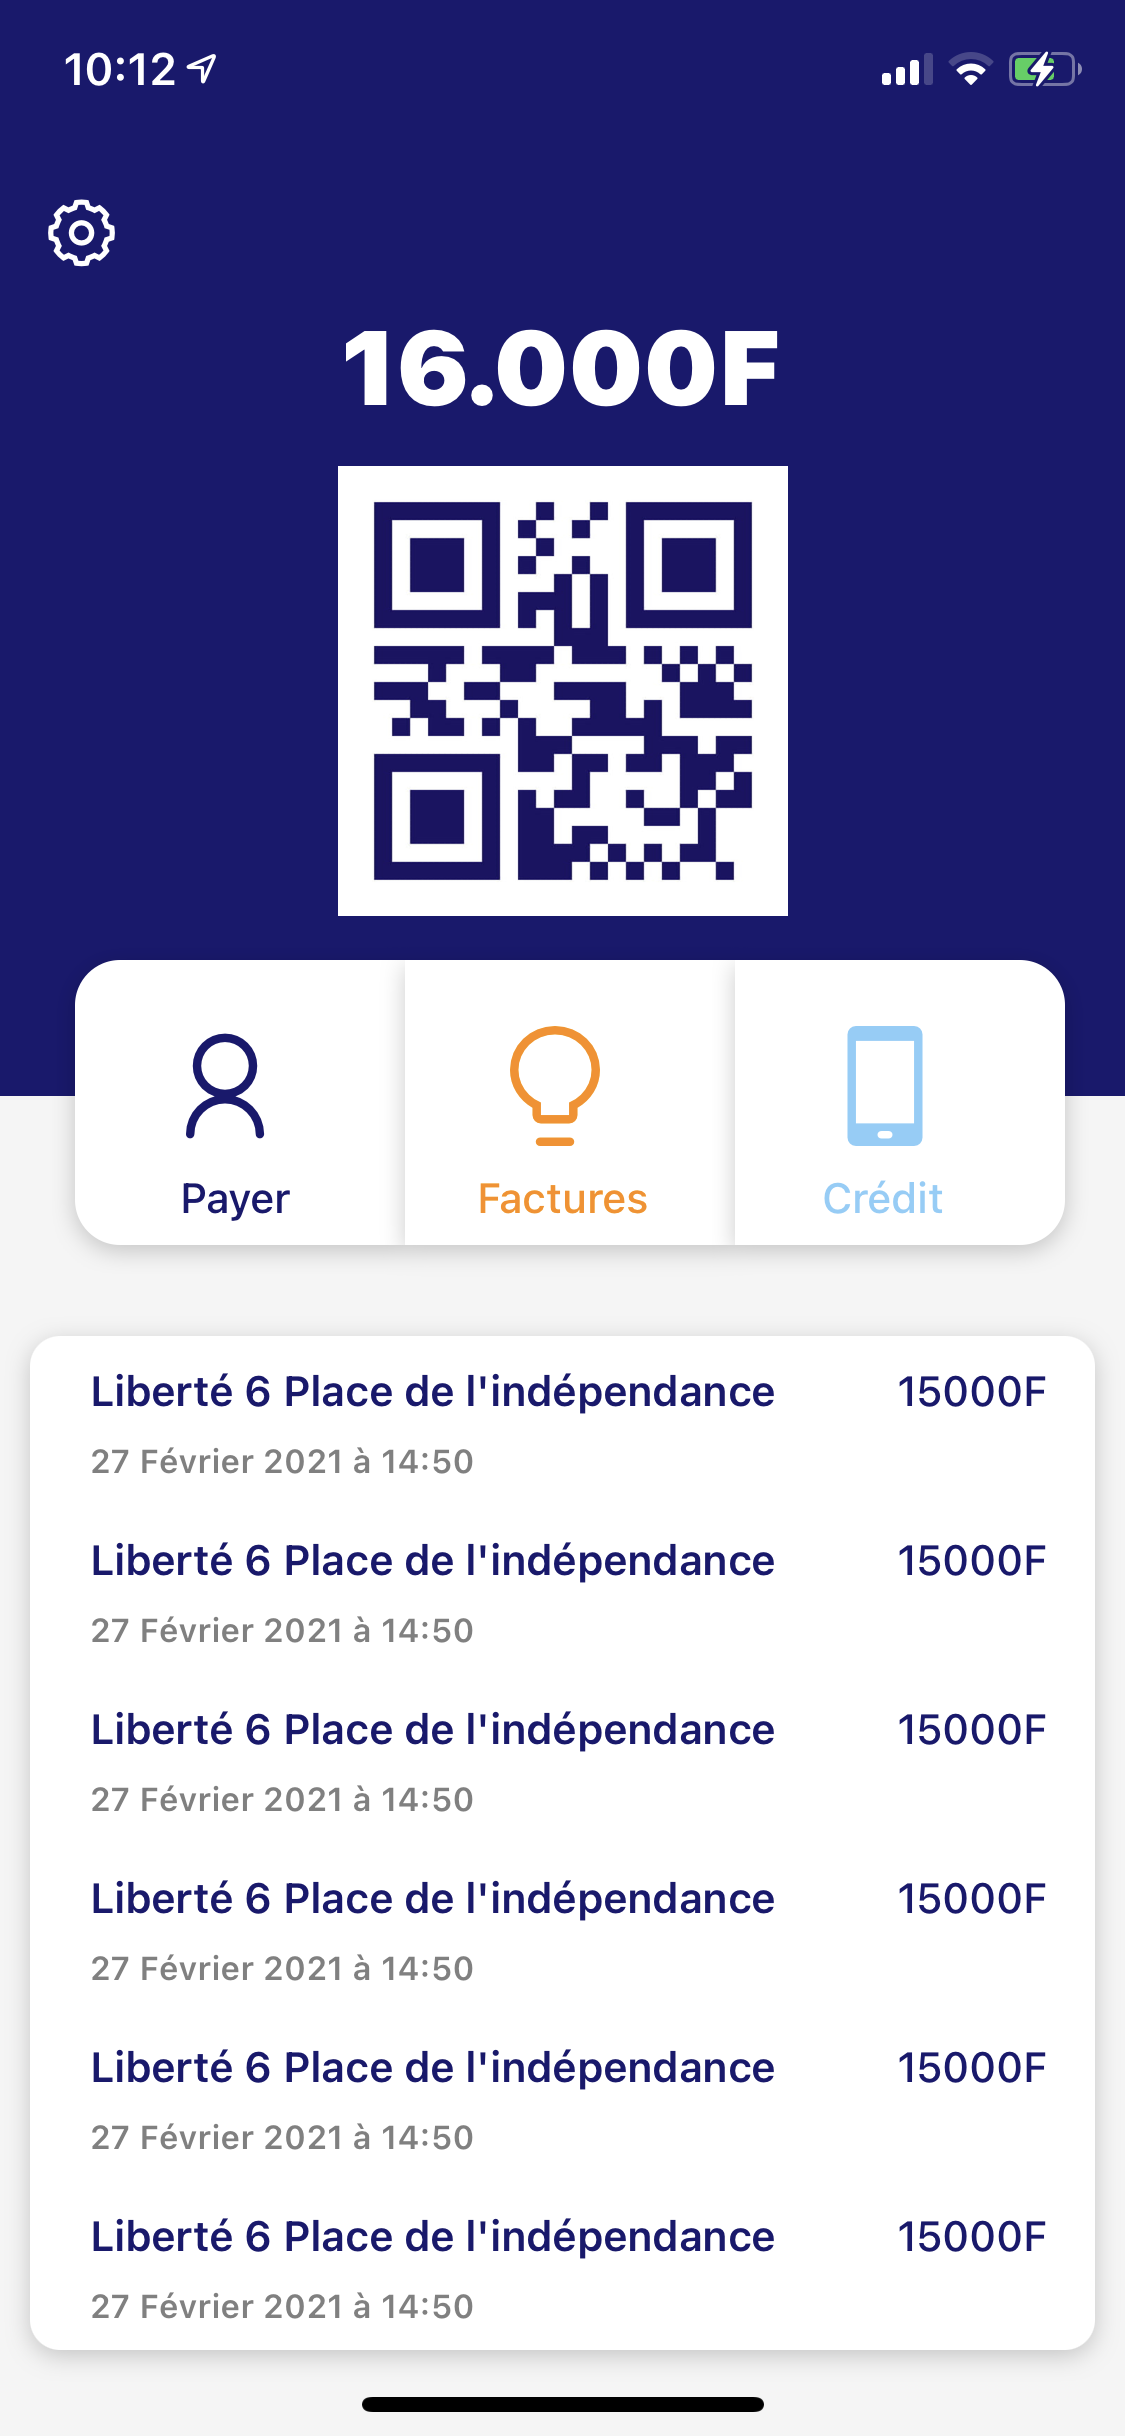 10:12
16.000F
Payer
Factures
Crédit
Liberté 6 Place de l'indépendance 15000F
27 Février 2021 à 14:50
Liberté 6 Place de l'indépendance 15000F
27 Février 2021 à 14:50
Liberté 6 Place de l'indépendance 15000F
27 Février 2021 à 14:50
Liberté 6 Place de l'indépendance 15000F
27 Février 2021 à 14:50
Liberté 6 Place de l'indépendance 15000F
27 Février 2021 à 14:50
Liberté 6 Place de l'indépendance 15000F
27 Février 2021 à 14:50